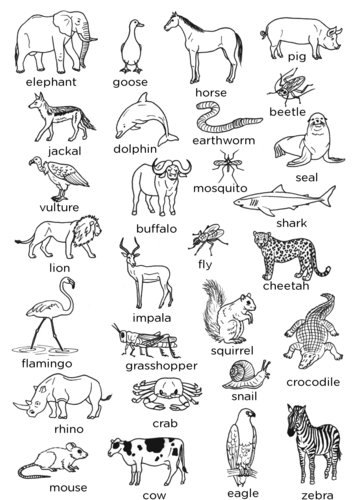 elephant
goose
horse
pig
beetle
jackal
dolphin
earthworm
seal
mosquito
vulture
buffalo
shark
lion
fly
cheetah
impala
flamingo
grasshopper
squirrel
crocodile
snail
rhino
crab
mouse
cow
eagle
zebra